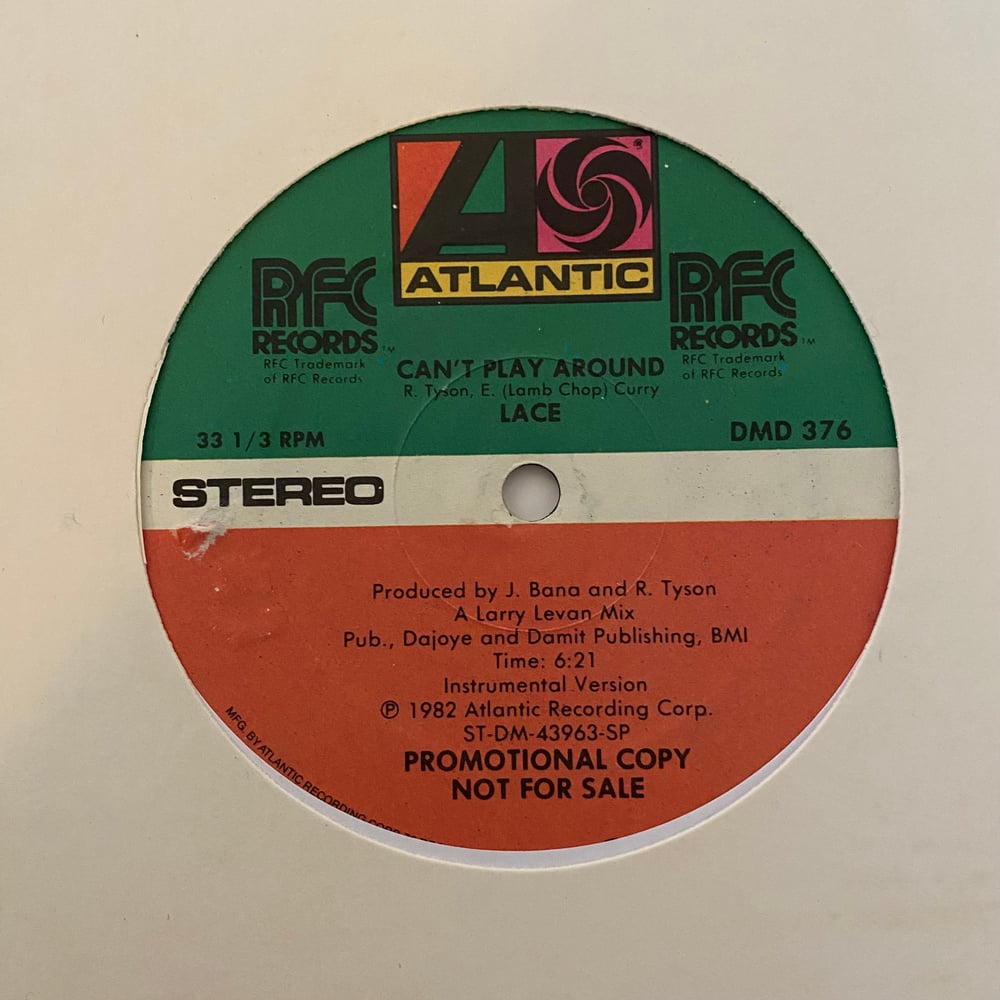 ATLANTIC
®
RFC
RECORDS™
RFC Trademark
of RFC Records
RFC
RECORDS™
RFC Trademark
of RFC Records
CAN'T PLAY AROUND
R. Tyson, E. (Lamb Chop) Curry
LACE
33 1/3 RPM
DMD 376
STEREO
Produced by J. Bana and R. Tyson
A Larry Levan Mix
Pub., Dajoye and Damit Publishing, BMI
Time: 6:21
Instrumental Version
℗ 1982 Atlantic Recording Corp.
ST-DM-43963-SP
PROMOTIONAL COPY
NOT FOR SALE
MFG. BY ATLANTIC RECORDING CORP.